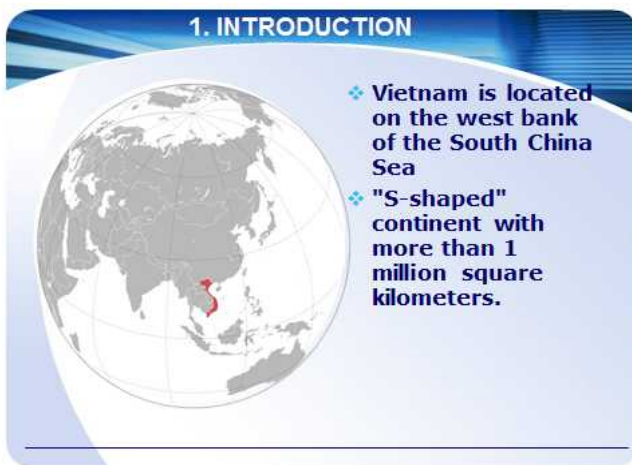 1. INTRODUCTION
Vietnam is located
on the west bank
of the South China
Sea
"S-shaped"
continent with
more than 1
million square
kilometers.